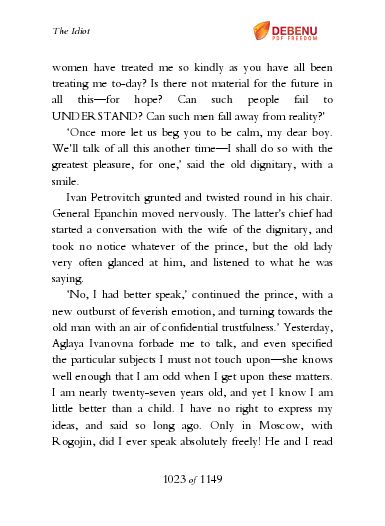 The Idiot
DEBENU
PDF FREEDOM
women have treated me so kindly as you have all been
treating me to-day? Is there not material for the future in
all this—for hope? Can such people fail to
UNDERSTAND? Can such men fall away from reality?'
'Once more let us beg you to be calm, my dear boy.
We'll talk of all this another time—I shall do so with the
greatest pleasure, for one,' said the old dignitary, with a
smile.
Ivan Petrovitch grunted and twisted round in his chair.
General Epanchin moved nervously. The latter's chief had
started a conversation with the wife of the dignitary, and
took no notice whatever of the prince, but the old lady
very often glanced at him, and listened to what he was
saying.
'No, I had better speak,' continued the prince, with a
new outburst of feverish emotion, and turning towards the
old man with an air of confidential trustfulness.' Yesterday,
Aglaya Ivanovna forbade me to talk, and even specified
the particular subjects I must not touch upon—she knows
well enough that I am odd when I get upon these matters.
I am nearly twenty-seven years old, and yet I know I am
little better than a child. I have no right to express my
ideas, and said so long ago. Only in Moscow, with
Rogojin, did I ever speak absolutely freely! He and I read
1023 of 1149